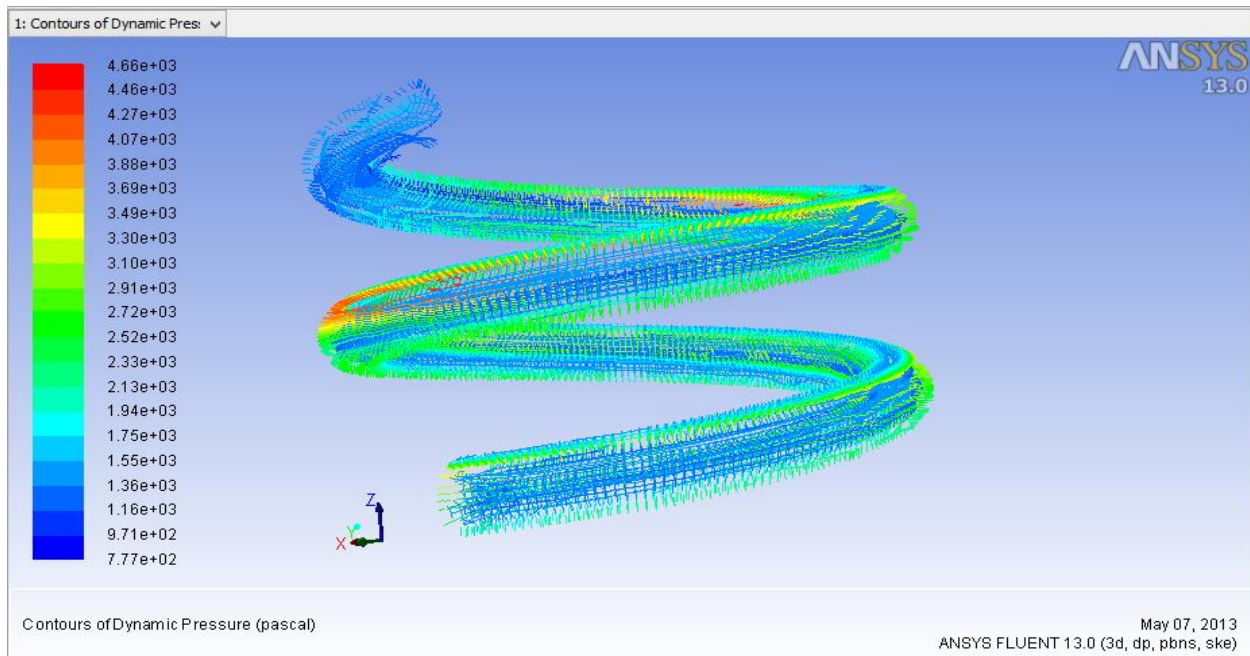 1: Contours of Dynamic Pres:
ANSYS
13.0
4.66e+03
4.46e+03
4.27e+03
4.07e+03
3.88e+03
3.69e+03
3.49e+03
3.30e+03
3.10e+03
2.91e+03
2.72e+03
2.52e+03
2.33e+03
2.13e+03
1.94e+03
1.75e+03
1.55e+03
1.36e+03
1.16e+03
9.71e+02
7.77e+02
Z
Y
X
Contours of Dynamic Pressure (pascal)
May 07, 2013
ANSYS FLUENT 13.0 (3d, dp, pbns, ske)